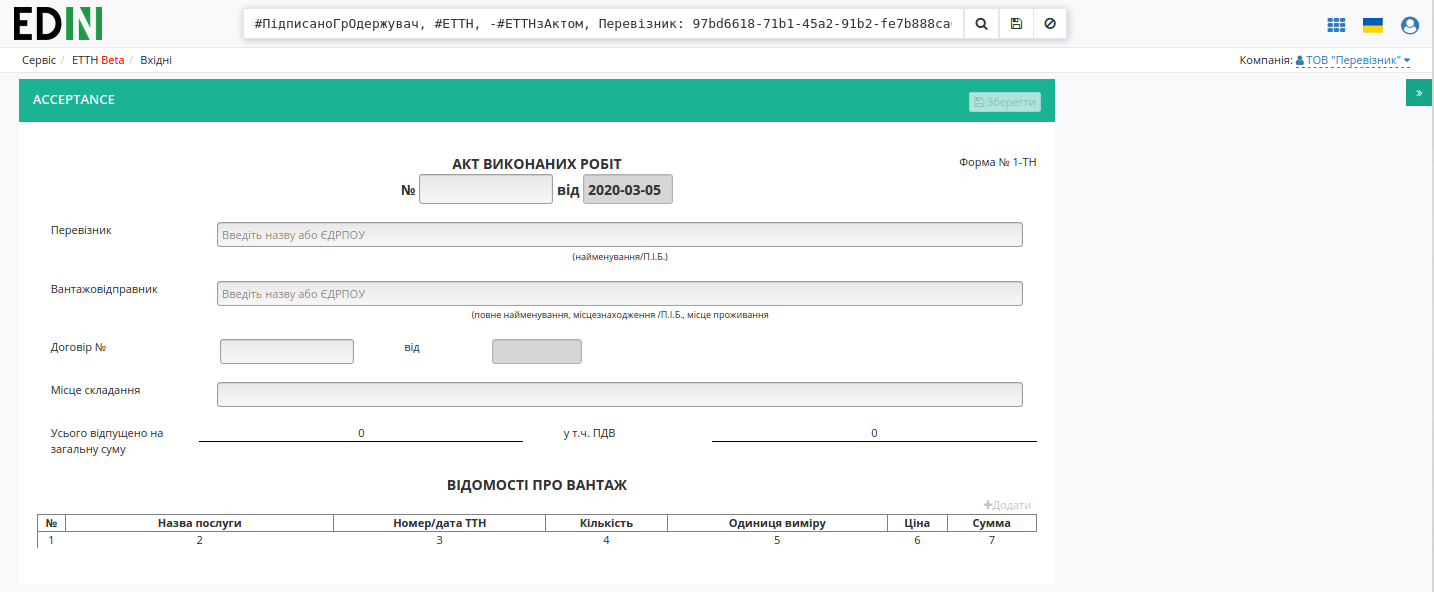 EDIN
#ПідписаноГрОдержувач, #ЕТТН, -#ЕТТНзАктом, Перевізник: 97bd6618-71b1-45a2-91b2-fe7b888ca
Сервіс / ЕТТН Beta / Вхідні
Компанія: ТОВ "Перевізник"
ACCEPTANCE
Зберегти
»
АКТ ВИКОНАНИХ РОБІТ
Форма № 1-ТН
№ від 2020-03-05
Перевізник
Введіть назву або ЄДРПОУ
(найменування/П.І.Б.)
Вантажовідправник
Введіть назву або ЄДРПОУ
(повне найменування, місцезнаходження /П.І.Б., місце проживання
Договір № від
Місце складання
Усього відпущено на
загальну суму
0
у т.ч. ПДВ
0
ВІДОМОСТІ ПРО ВАНТАЖ
+Додати
№ Назва послуги Номер/дата ТТН Кількість Одиниця виміру Ціна Сумма
1 2 3 4 5 6 7